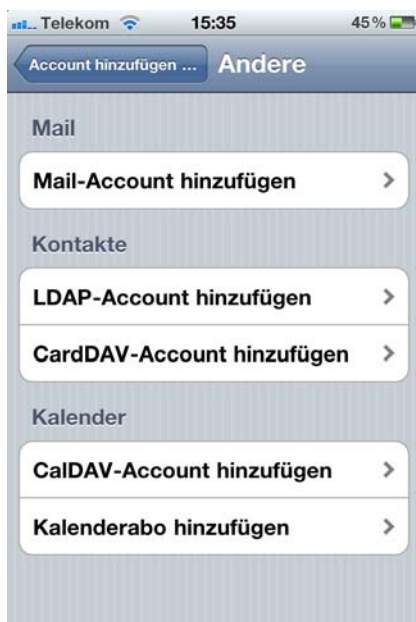 Telekom 15:35 45 %
Account hinzufügen ... Andere
Mail
Mail-Account hinzufügen
Kontakte
LDAP-Account hinzufügen
CardDAV-Account hinzufügen
Kalender
CalDAV-Account hinzufügen
Kalenderabo hinzufügen